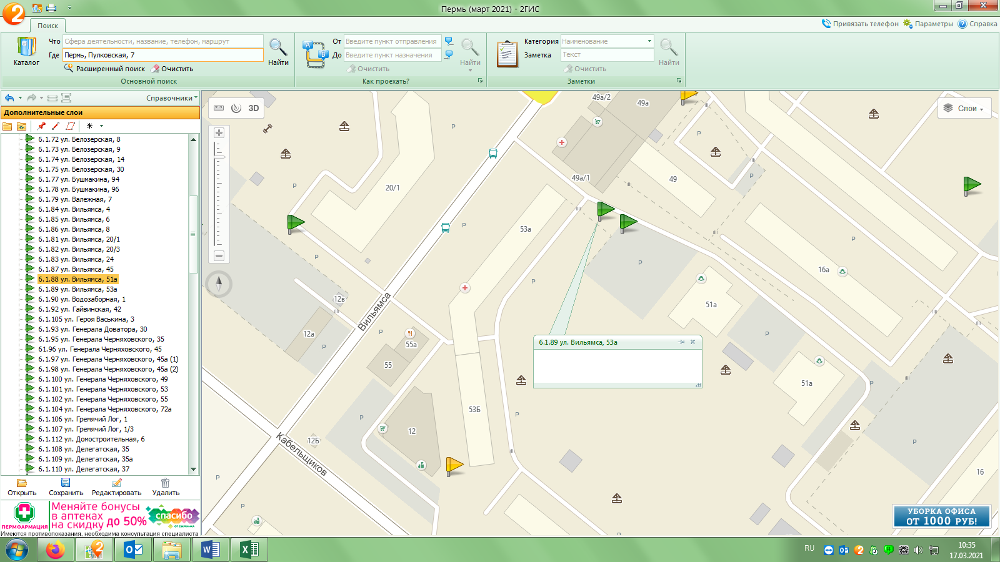 Пермь (март 2021) - 2ГИС
Поиск
Привязать телефон
Параметры
Справка
Каталог
Что
Сфера деятельности, название, телефон, маршрут
Где
Пермь, Пулковская, 7
Расширенный поиск
Очистить
Найти
Основной поиск
От
Введите пункт отправления
До
Введите пункт назначения
Очистить
Найти
Как проехать?
Категория
Наименование
Заметка
Текст
Очистить
Найти
Заметки
Справочники
Дополнительные слои
6.1.72 ул. Белозерская, 8
6.1.73 ул. Белозерская, 9
6.1.74 ул. Белозерская, 14
6.1.75 ул. Белозерская, 30
6.1.77 ул. Бушмакина, 94
6.1.78 ул. Бушмакина, 96
6.1.79 ул. Валежная, 7
6.1.84 ул. Вильямса, 4
6.1.85 ул. Вильямса, 6
6.1.86 ул. Вильямса, 8
6.1.81 ул. Вильямса, 20/1
6.1.82 ул. Вильямса, 20/3
6.1.83 ул. Вильямса, 24
6.1.87 ул. Вильямса, 45
6.1.88 ул. Вильямса, 51а
6.1.89 ул. Вильямса, 53а
6.1.90 ул. Водозаборная, 1
6.1.92 ул. Гайвинская, 42
6.1.105 ул. Героя Васькина, 3
6.1.93 ул. Генерала Доватора, 30
6.1.95 ул. Генерала Черняховского, 35
61.96 ул. Генерала Черняховского, 45
6.1.97 ул. Генерала Черняховского, 45а (1)
6.1.98 ул. Генерала Черняховского, 45а (2)
6.1.100 ул. Генерала Черняховского, 49
6.1.101 ул. Генерала Черняховского, 53
6.1.102 ул. Генерала Черняховского, 55
6.1.104 ул. Генерала Черняховского, 72а
6.1.106 ул. Гремячий Лог, 1
6.1.107 ул. Гремячий Лог, 1/3
6.1.112 ул. Домостроительная, 6
6.1.108 ул. Делегатская, 35
6.1.109 ул. Делегатская, 35а
6.1.110 ул. Делегатская, 37
Открыть
Сохранить
Редактировать
Удалить
ПЕРМФАРМАЦИЯ
Меняйте бонусы
в аптеках
на скидку до 50%
спасибо
ОТ СБЕРБАНКА
Имеются противопоказания, необходима консультация специалиста
3D
Слои
49а/2
49а
49а/1
49
20/1
53а
16а
51а
12в
12а
Вильямса
55а
55
51а
53Б
12
12Б
Кабельщиков
16
6.1.89 ул. Вильямса, 53а
УБОРКА ОФИСА
ОТ 1000 РУБ!
RU
10:35
17.03.2021